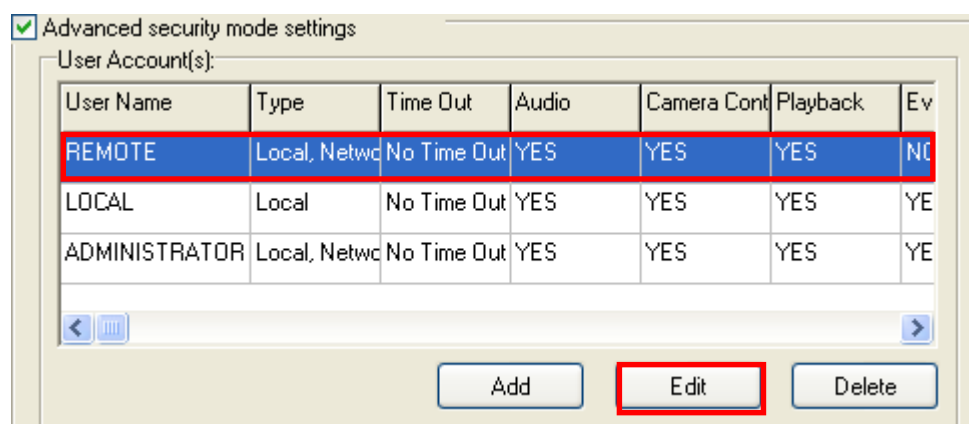 Advanced security mode settings
User Account(s):
User Name Type Time Out Audio Camera Cont Playback Ev
REMOTE Local, Netwo No Time Out YES YES YES NO
LOCAL Local No Time Out YES YES YES YE
ADMINISTRATOR Local, Netwo No Time Out YES YES YES YE
Add Edit Delete